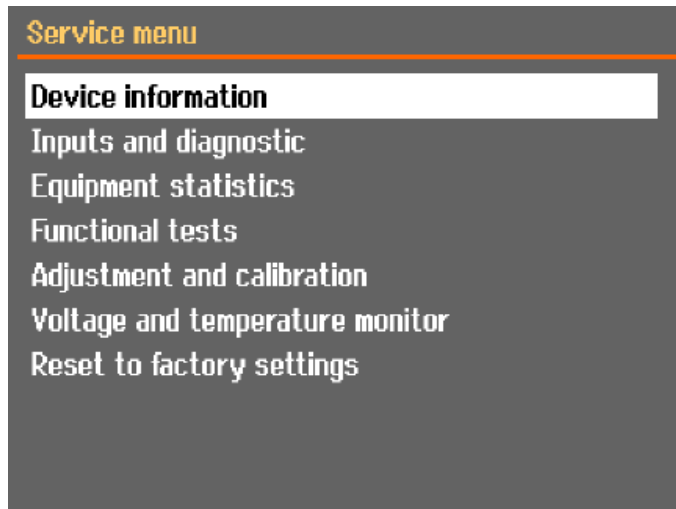 Service menu
Device information
Inputs and diagnostic
Equipment statistics
Functional tests
Adjustment and calibration
Voltage and temperature monitor
Reset to factory settings